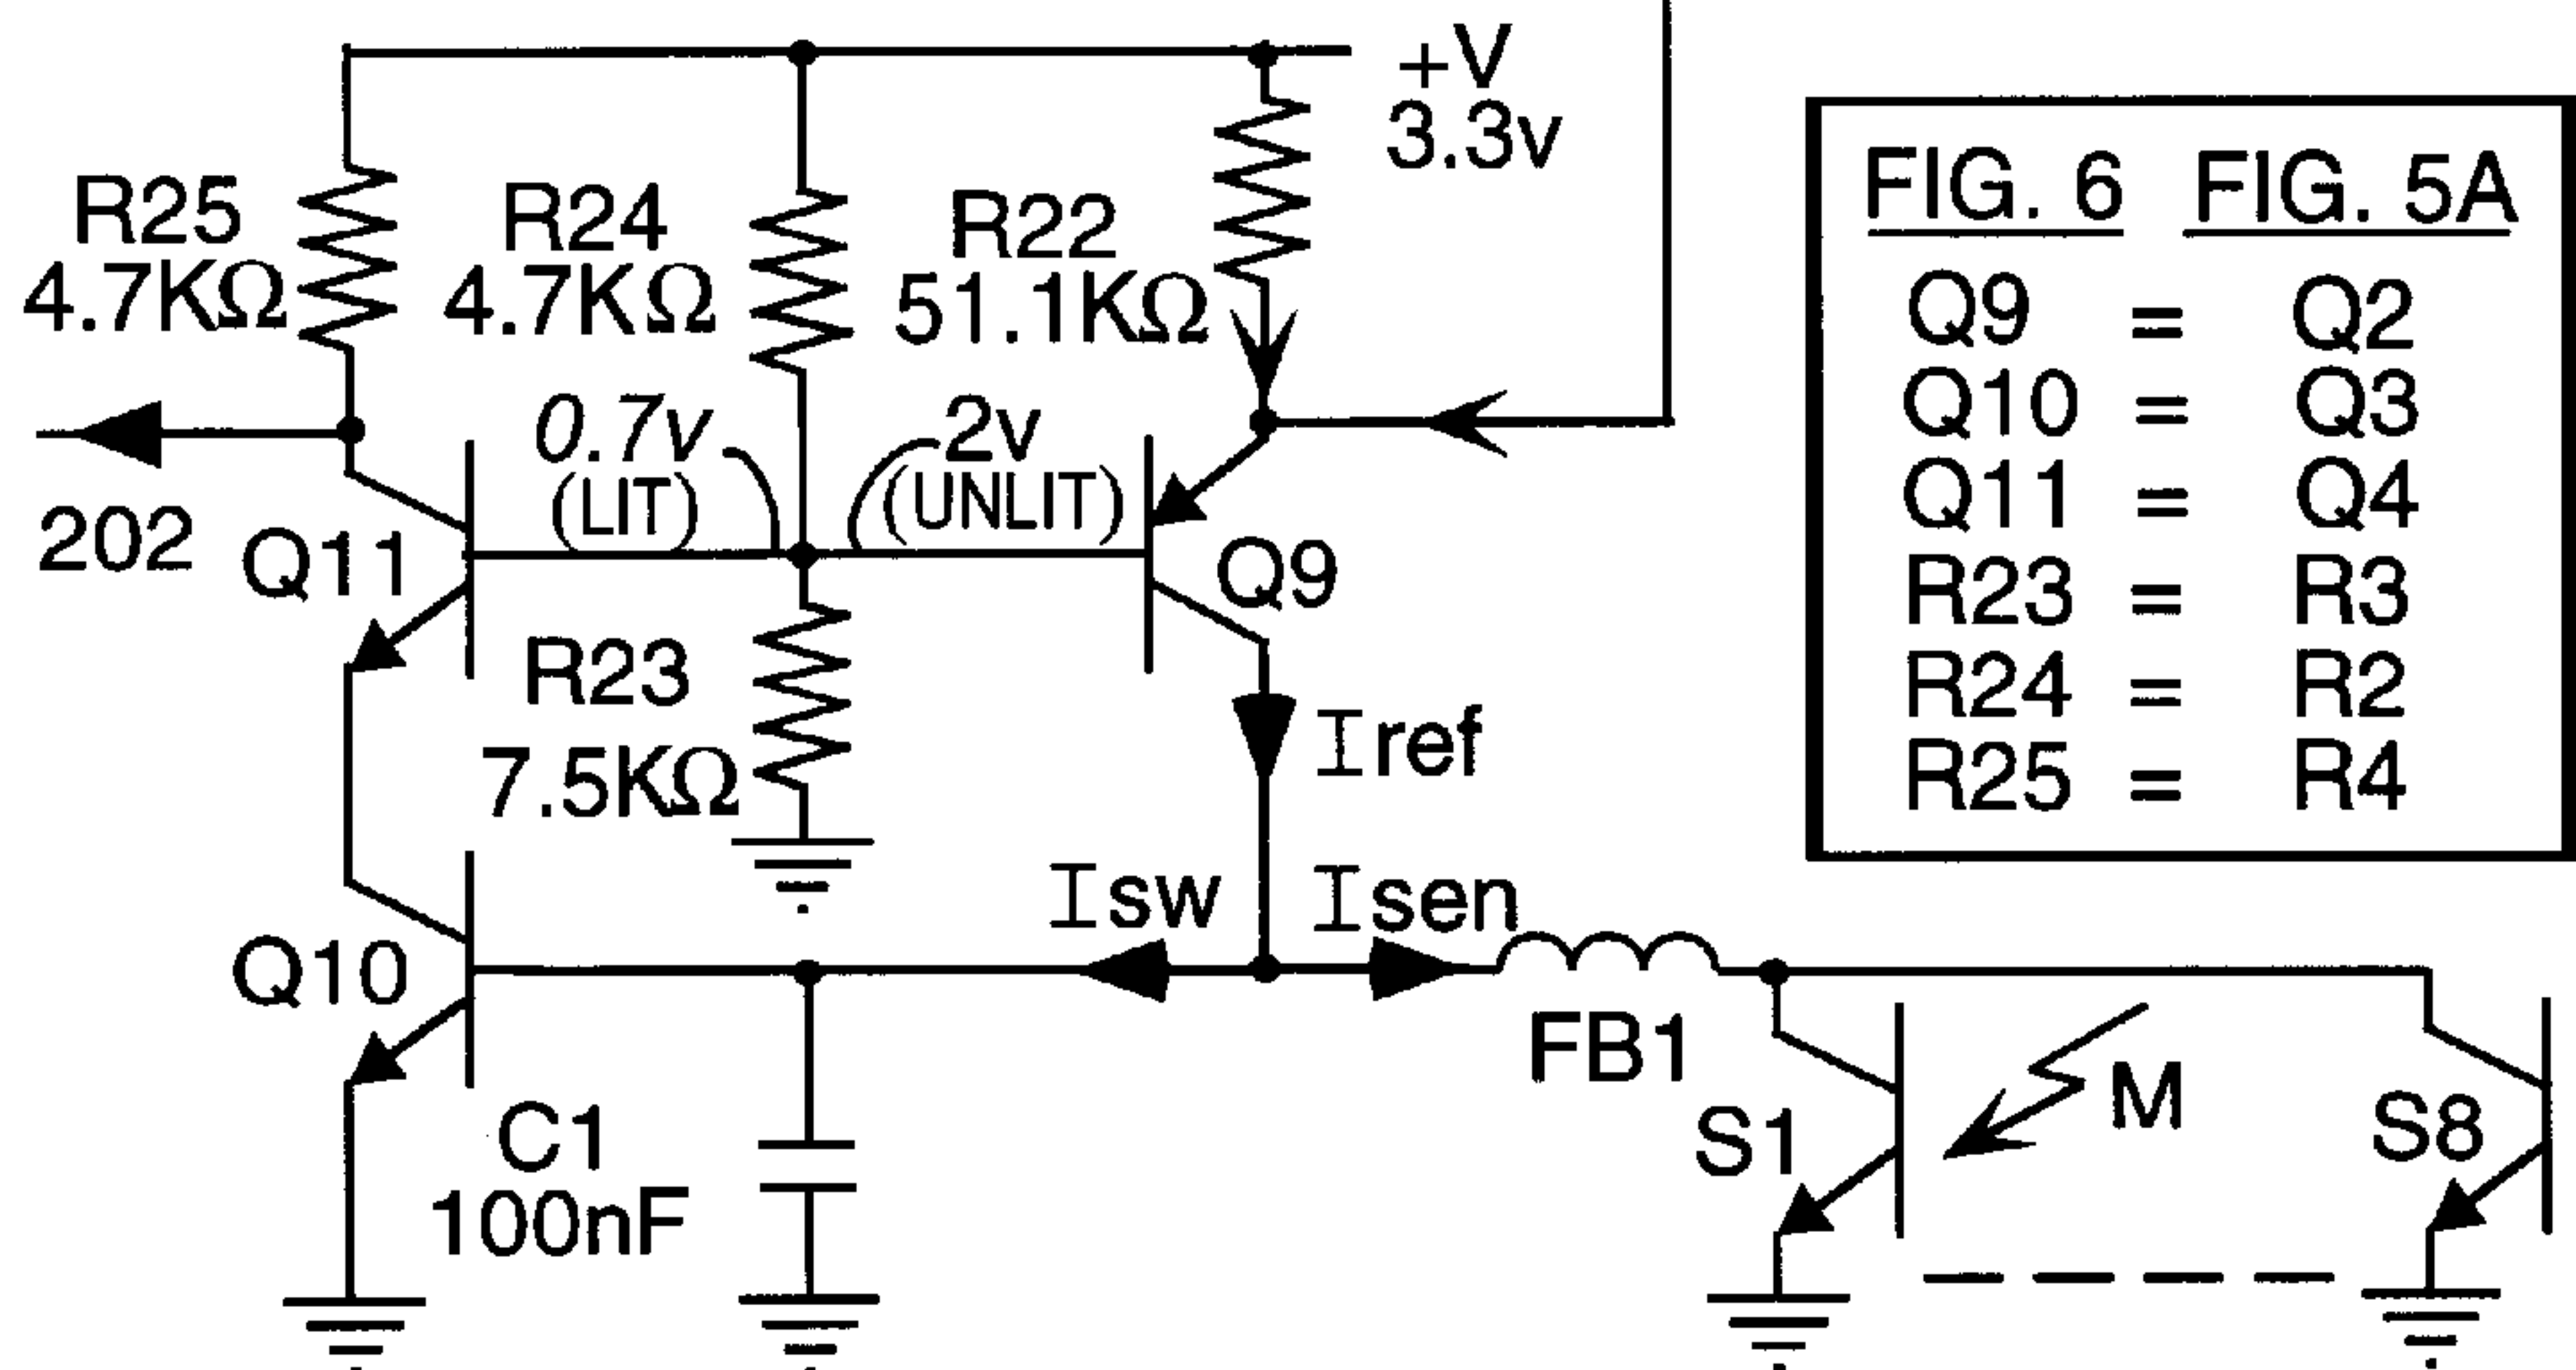 +V
3.3v
R25
4.7KΩ
R24
4.7KΩ
R22
51.1KΩ
0.7v
(LIT)
2v
(UNLIT)
202
Q11
Q9
R23
7.5KΩ
Iref
Isw
Isen
Q10
C1
100nF
FB1
S1
M
S8
FIG. 6 FIG. 5A
Q9 = Q2
Q10 = Q3
Q11 = Q4
R23 = R3
R24 = R2
R25 = R4